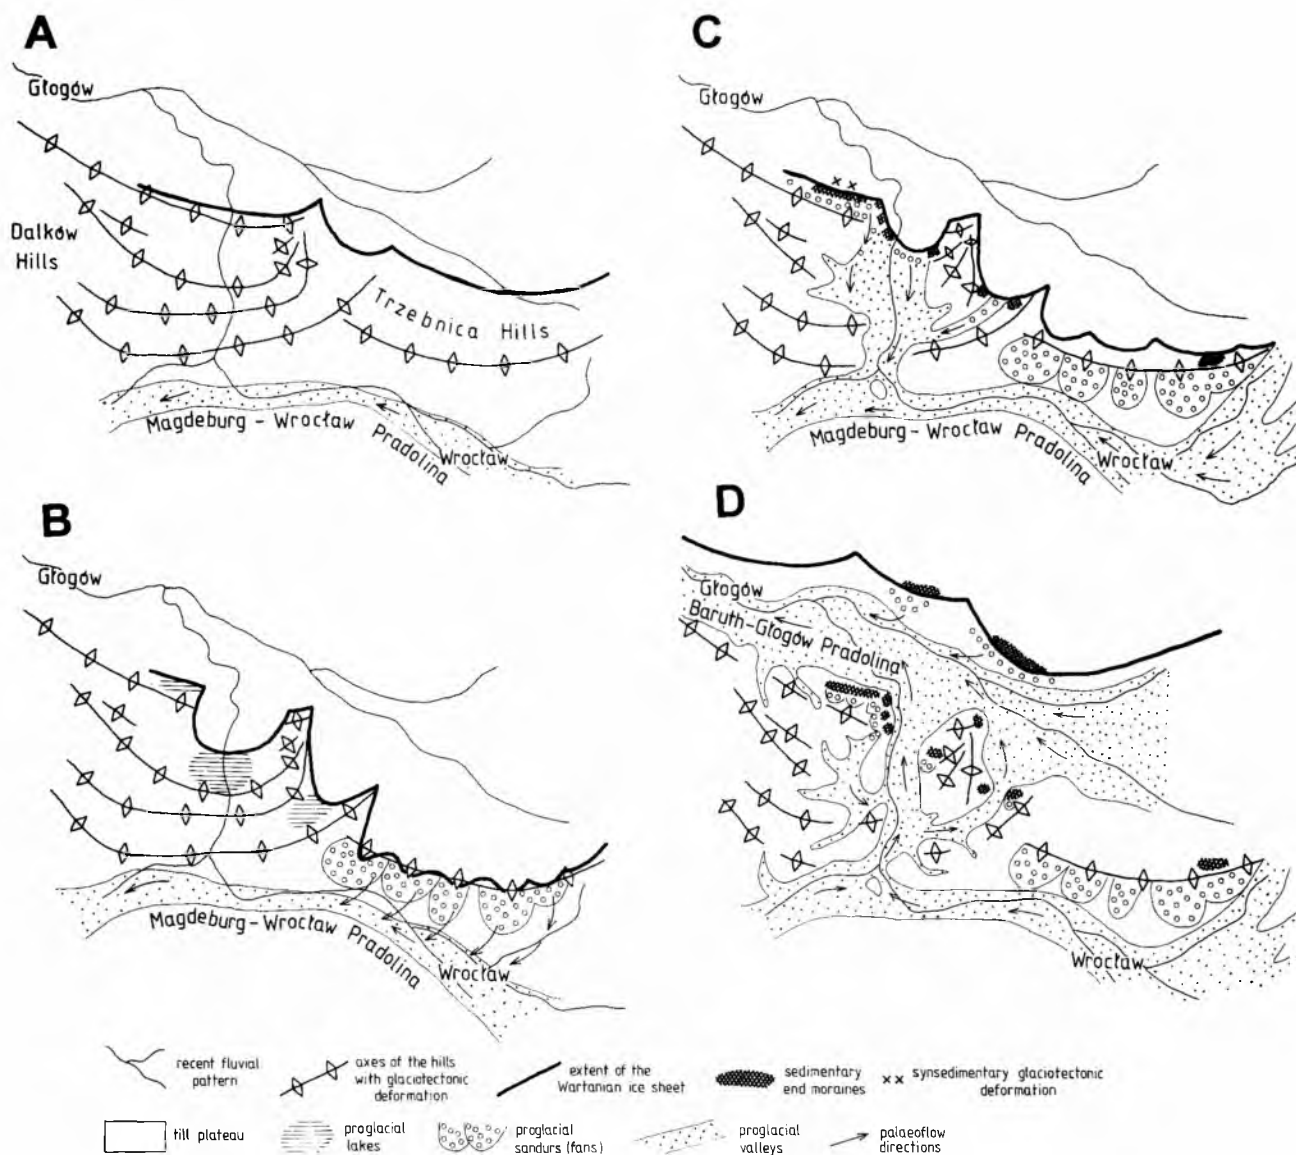 A
Głogów
Dalków
Hills
Trzebnica Hills
Magdeburg - Wrocław Pradolina
Wrocław
B
Głogów
Magdeburg - Wrocław Pradolina
Wrocław
C
Głogów
Magdeburg - Wrocław Pradolina
Wrocław
D
Głogów
Baruth-Głogów Pradolina
Wrocław
recent fluvial
pattern
axes of the hills
with glaciotectonic
deformation
extent of the
Wartanian ice sheet
sedimentary
end moraines
synsedimentary glaciotectonic
deformation
till plateau
proglacial
lakes
proglacial
sandurs (fans)
proglacial
valleys
palaeoflow
directions